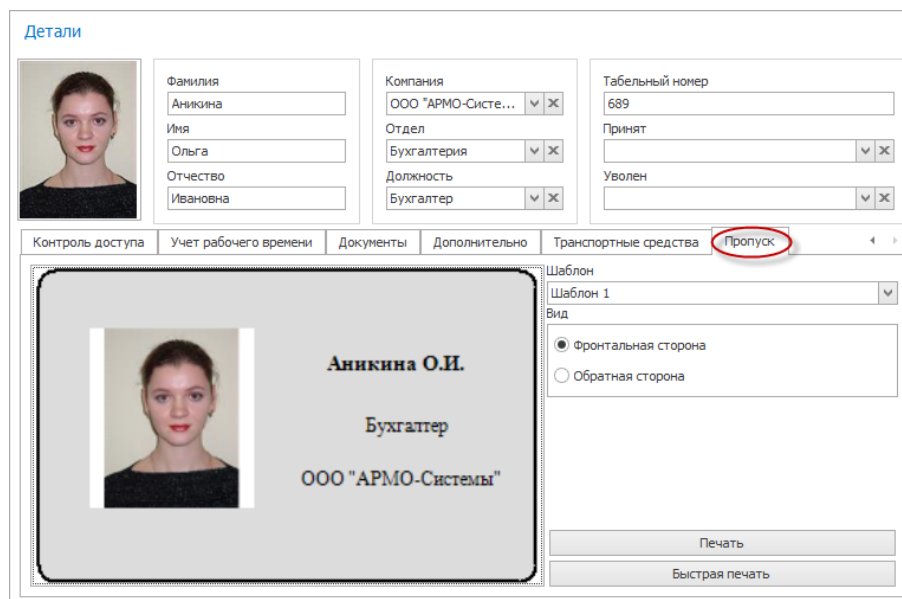 Детали
Фамилия
Аникина
Имя
Ольга
Отчество
Ивановна
Компания
ООО "АРМО-Систе...
Отдел
Бухгалтерия
Должность
Бухгалтер
Табельный номер
689
Принят
Уволен
Контроль доступа Учет рабочего времени Документы Дополнительно Транспортные средства Пропуск
Аникина О.И.
Бухгалтер
ООО "АРМО-Системы"
Шаблон
Шаблон 1
Вид
Фронтальная сторона
Обратная сторона
Печать
Быстрая печать